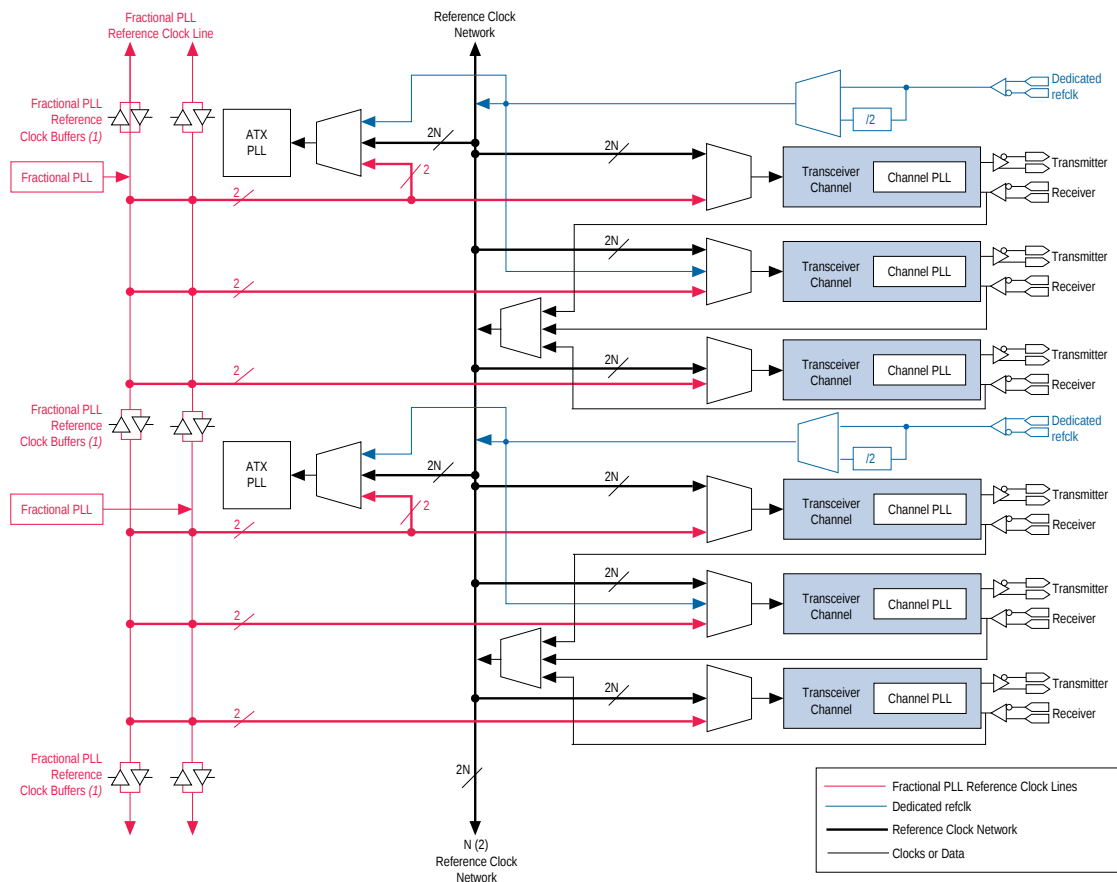 Fractional PLL
Reference Clock Line
Reference Clock
Network
Fractional PLL
Reference
Clock Buffers (1)
ATX
PLL
2N
2
/2
Dedicated
refclk
Fractional PLL
2
2N
Transceiver
Channel
Channel PLL
Transmitter
Receiver
2N
2
Transceiver
Channel
Channel PLL
Transmitter
Receiver
2N
2
Transceiver
Channel
Channel PLL
Transmitter
Receiver
Fractional PLL
Reference
Clock Buffers (1)
ATX
PLL
2N
2
/2
Dedicated
refclk
Fractional PLL
2
2N
Transceiver
Channel
Channel PLL
Transmitter
Receiver
2N
2
Transceiver
Channel
Channel PLL
Transmitter
Receiver
2N
2
Transceiver
Channel
Channel PLL
Transmitter
Receiver
Fractional PLL
Reference
Clock Buffers (1)
2N
N (2)
Reference Clock
Network
Fractional PLL Reference Clock Lines
Dedicated refclk
Reference Clock Network
Clocks or Data